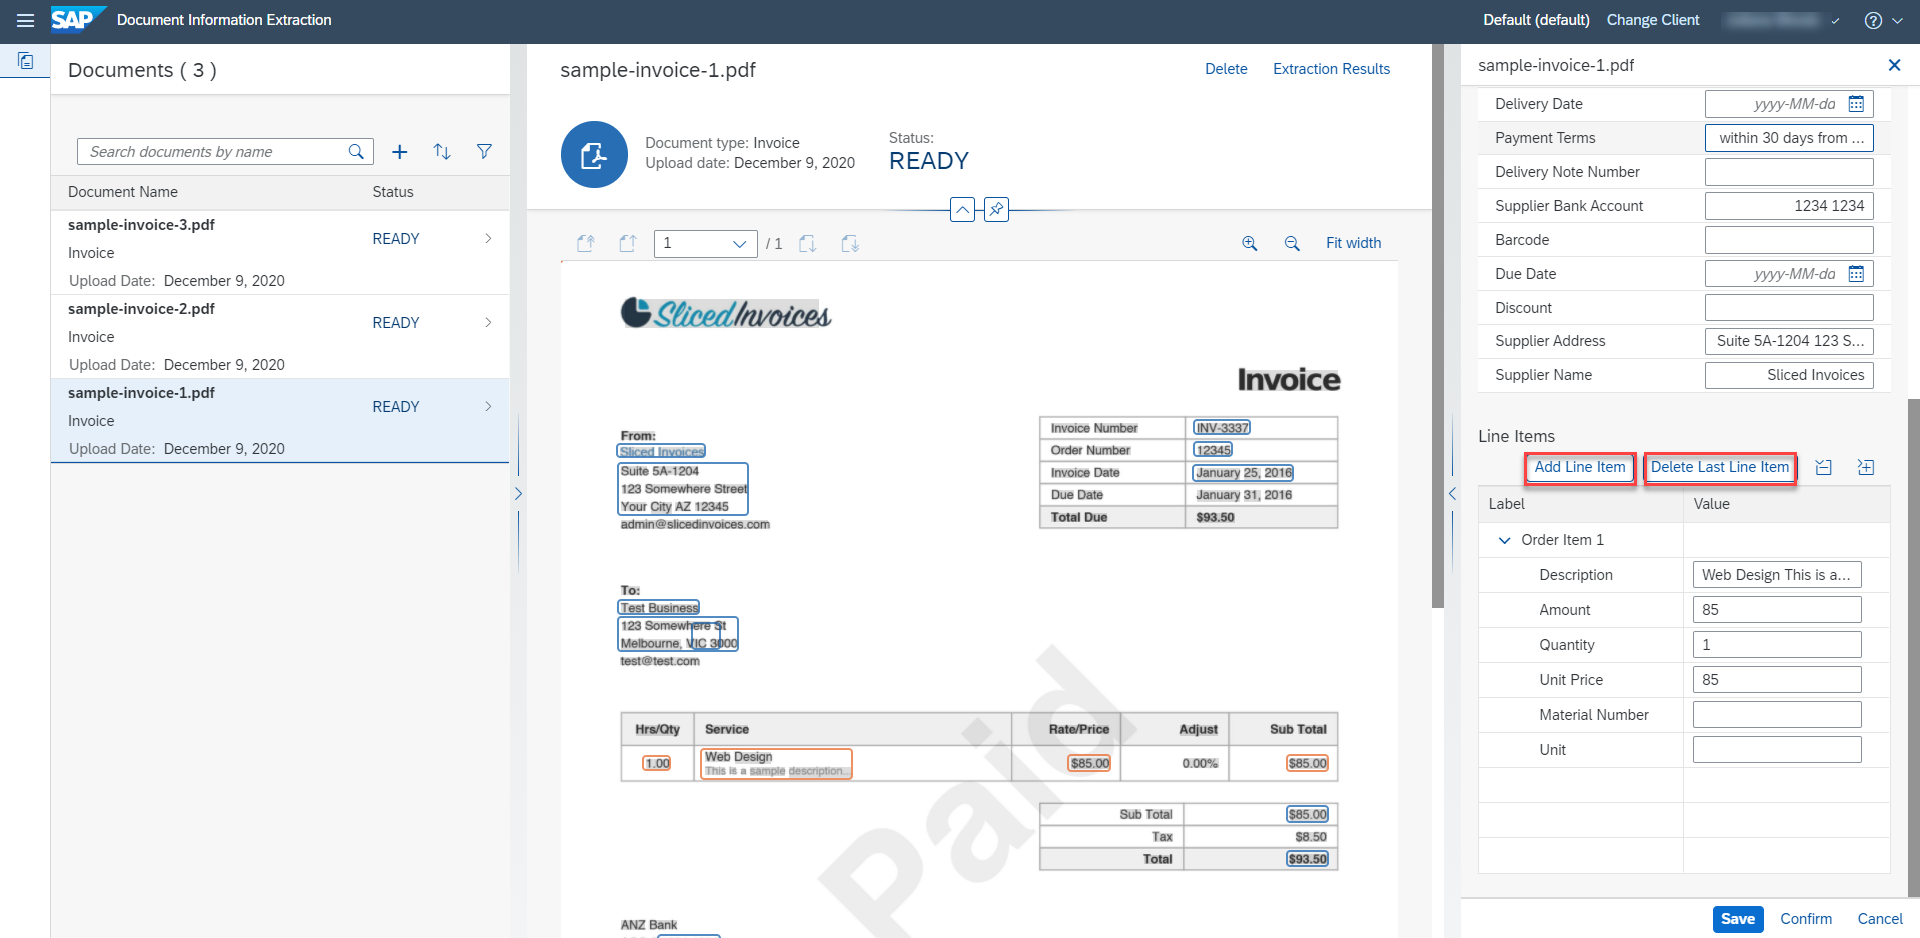 SAP Document Information Extraction
Default (default) Change Client
Documents ( 3 )
Search documents by name
Document Name Status
sample-invoice-3.pdf
READY
Invoice
Upload Date: December 9, 2020
sample-invoice-2.pdf
READY
Invoice
Upload Date: December 9, 2020
sample-invoice-1.pdf
READY
Invoice
Upload Date: December 9, 2020
sample-invoice-1.pdf
Delete Extraction Results
Document type: Invoice
Upload date: December 9, 2020
Status:
READY
1 / 1
Fit width
Sliced Invoices
Invoice
From:
Sliced Invoices
Suite 5A-1204
123 Somewhere Street
Your City AZ 12345
admin@slicedinvoices.com
Invoice Number INV-3337
Order Number 12345
Invoice Date January 25, 2016
Due Date January 31, 2016
Total Due $93.50
To:
Test Business
123 Somewhere St
Melbourne, VIC 3000
test@test.com
Hrs/Qty Service Rate/Price Adjust Sub Total
1.00 Web Design $85.00 0.00% $85.00
This is a sample description...
Sub Total $85.00
Tax $8.50
Total $93.50
Paid
ANZ Bank
sample-invoice-1.pdf
Delivery Date yyyy-MM-dd
Payment Terms within 30 days from ...
Delivery Note Number
Supplier Bank Account 1234 1234
Barcode
Due Date yyyy-MM-dd
Discount
Supplier Address Suite 5A-1204 123 S...
Supplier Name Sliced Invoices
Line Items
Add Line Item Delete Last Line Item
Label Value
Order Item 1
Description Web Design This is a...
Amount 85
Quantity 1
Unit Price 85
Material Number
Unit
Save Confirm Cancel